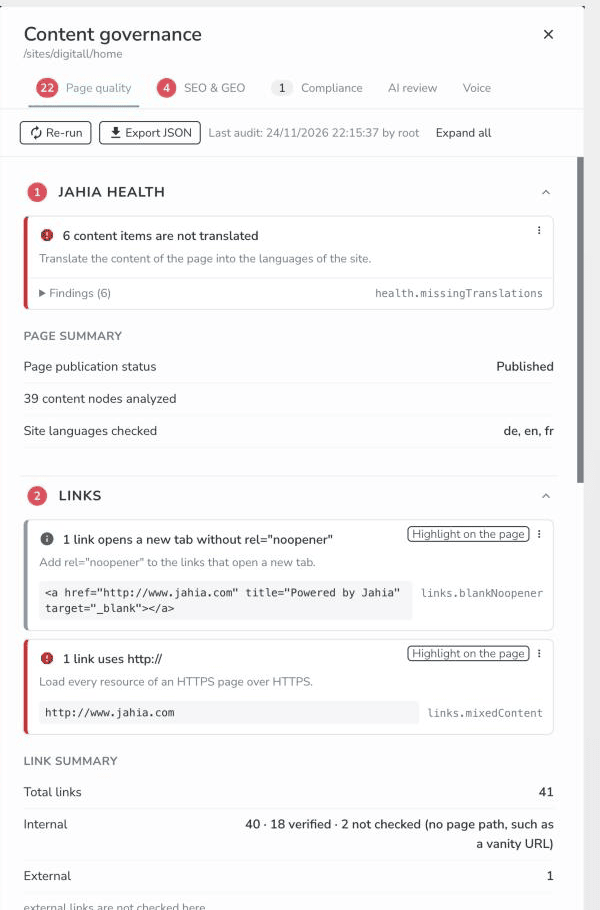 Content governance
/sites/digitall/home
22 Page quality 4 SEO & GEO 1 Compliance AI review Voice
Re-run Export JSON Last audit: 24/11/2026 22:15:37 by root Expand all
1 JAHIA HEALTH
6 content items are not translated
Translate the content of the page into the languages of the site.
Findings (6) health.missingTranslations
PAGE SUMMARY
Page publication status Published
39 content nodes analyzed
Site languages checked de, en, fr
2 LINKS
1 link opens a new tab without rel="noopener" Highlight on the page
Add rel="noopener" to the links that open a new tab.
<a href="http://www.jahia.com" title="Powered by Jahia" links.blankNoopener
target="_blank"></a>
1 link uses http:// Highlight on the page
Load every resource of an HTTPS page over HTTPS.
http://www.jahia.com links.mixedContent
LINK SUMMARY
Total links 41
Internal 40 · 18 verified · 2 not checked (no page path, such as
a vanity URL)
External 1
external links are not checked here